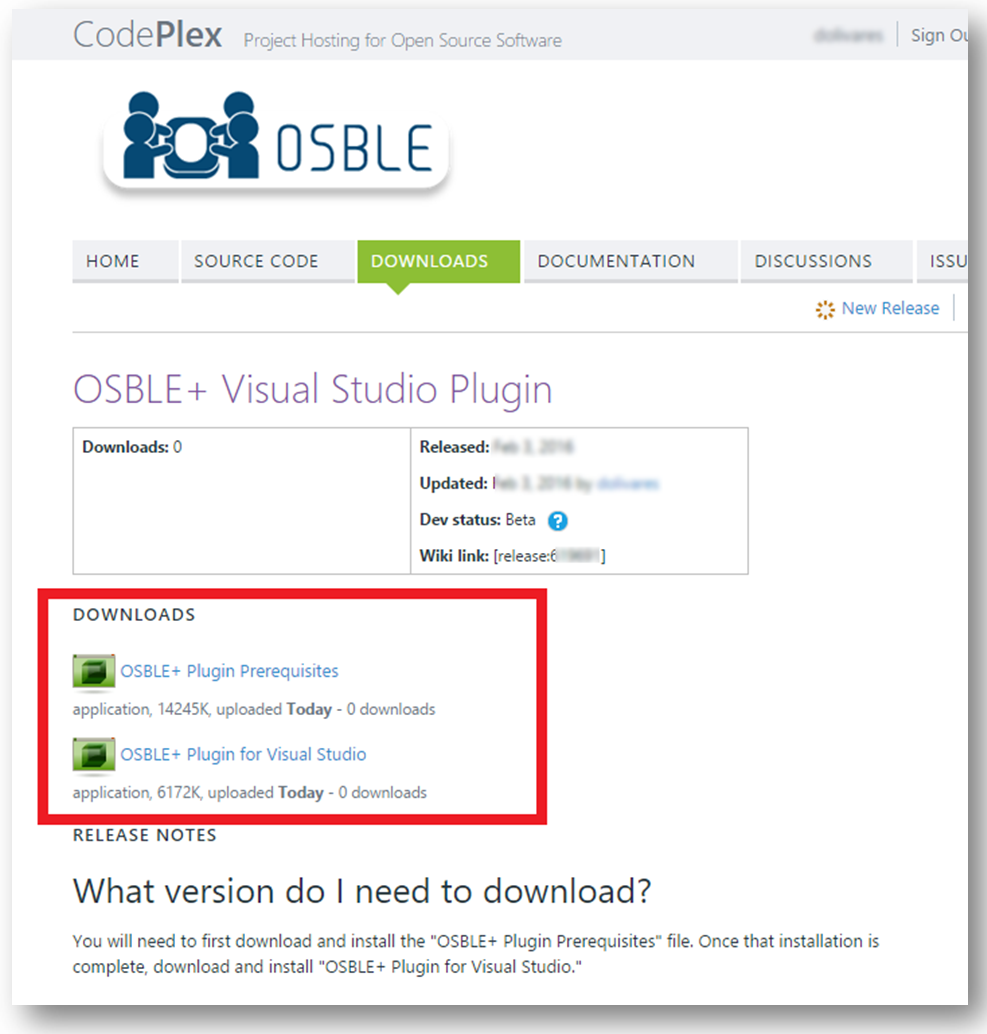 CodePlex Project Hosting for Open Source Software
Sign Ou
OSBLE
HOME SOURCE CODE DOWNLOADS DOCUMENTATION DISCUSSIONS ISSU
New Release
OSBLE+ Visual Studio Plugin
Downloads: 0
Released:
Updated:
Dev status: Beta ?
Wiki link: [release:6 ]
DOWNLOADS
OSBLE+ Plugin Prerequisites
application, 14245K, uploaded Today - 0 downloads
OSBLE+ Plugin for Visual Studio
application, 6172K, uploaded Today - 0 downloads
RELEASE NOTES
What version do I need to download?
You will need to first download and install the "OSBLE+ Plugin Prerequisites" file. Once that installation is
complete, download and install "OSBLE+ Plugin for Visual Studio."